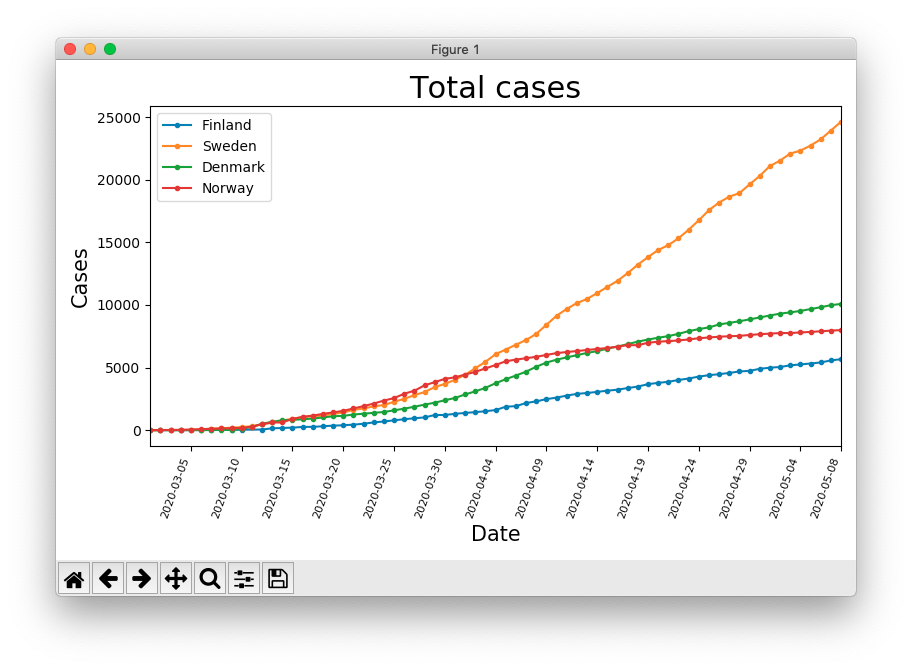 Figure 1
Total cases
Finland
Sweden
Denmark
Norway
25000
20000
15000
10000
5000
0
Cases
2020-03-05
2020-03-10
2020-03-15
2020-03-20
2020-03-25
2020-03-30
2020-04-04
2020-04-09
2020-04-14
2020-04-19
2020-04-24
2020-04-29
2020-05-04
2020-05-08
Date